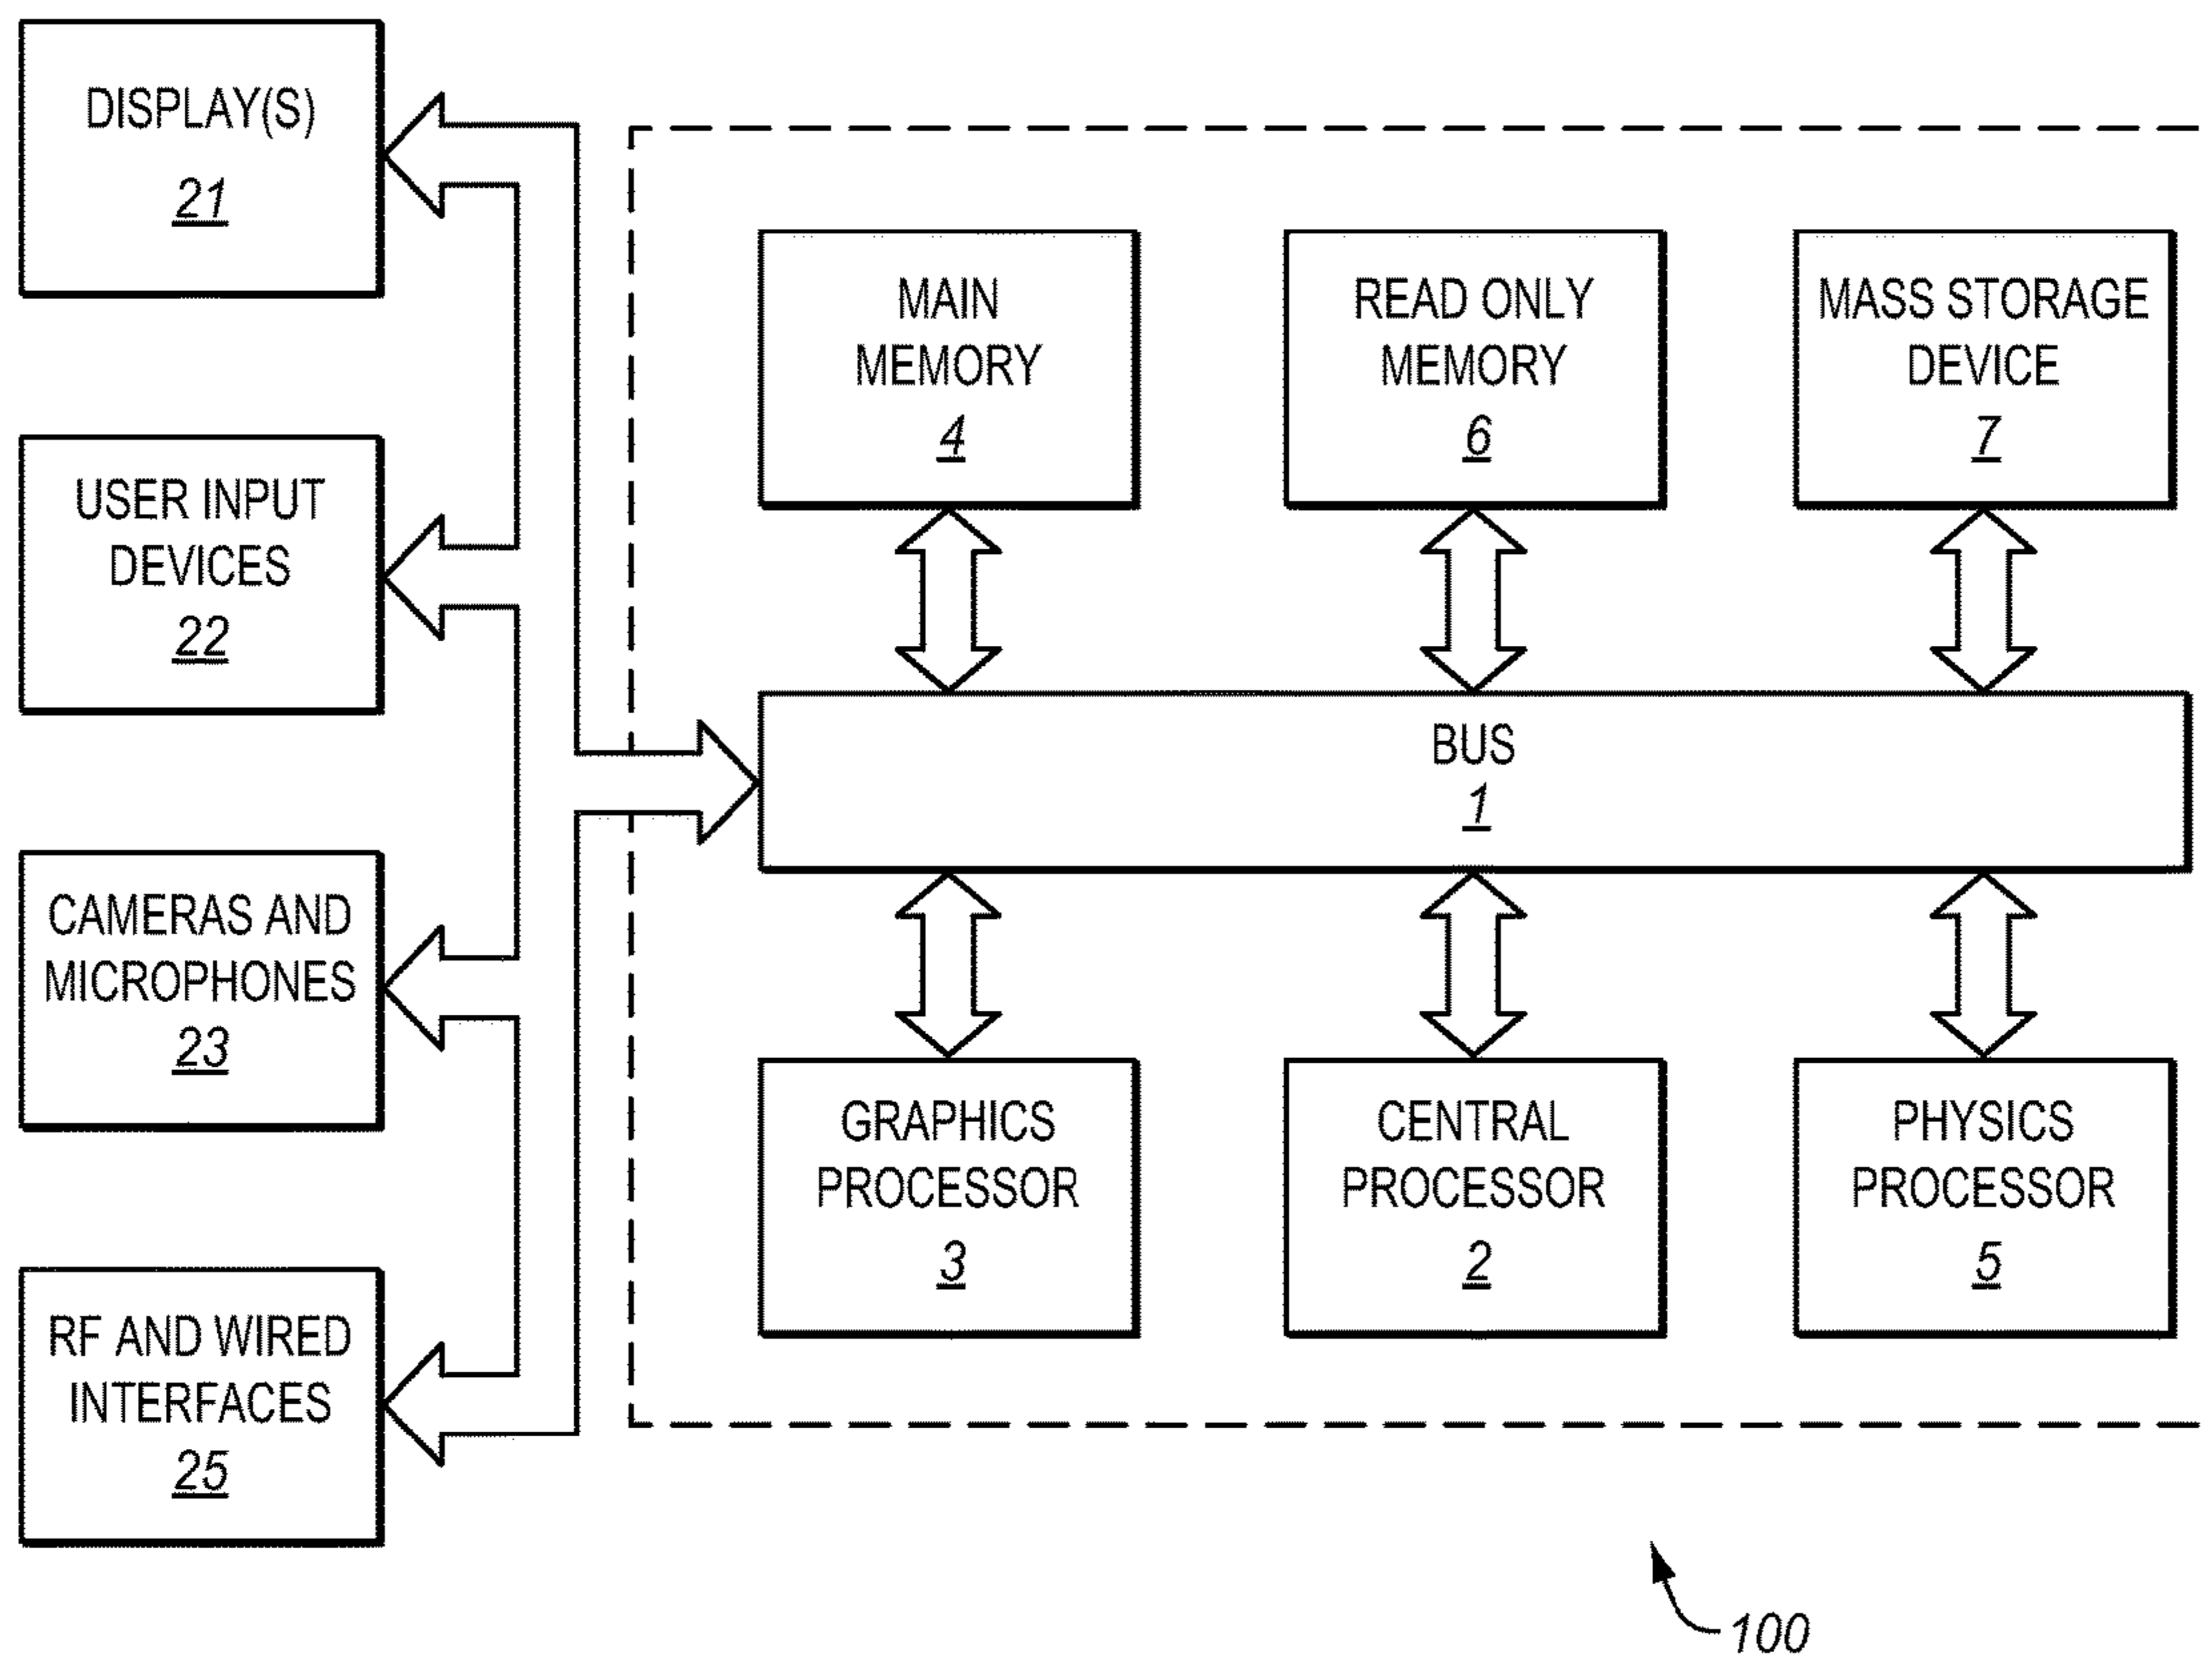 DISPLAY(S)
21
USER INPUT
DEVICES
22
CAMERAS AND
MICROPHONES
23
RF AND WIRED
INTERFACES
25
MAIN
MEMORY
4
READ ONLY
MEMORY
6
MASS STORAGE
DEVICE
7
BUS
1
GRAPHICS
PROCESSOR
3
CENTRAL
PROCESSOR
2
PHYSICS
PROCESSOR
5
100